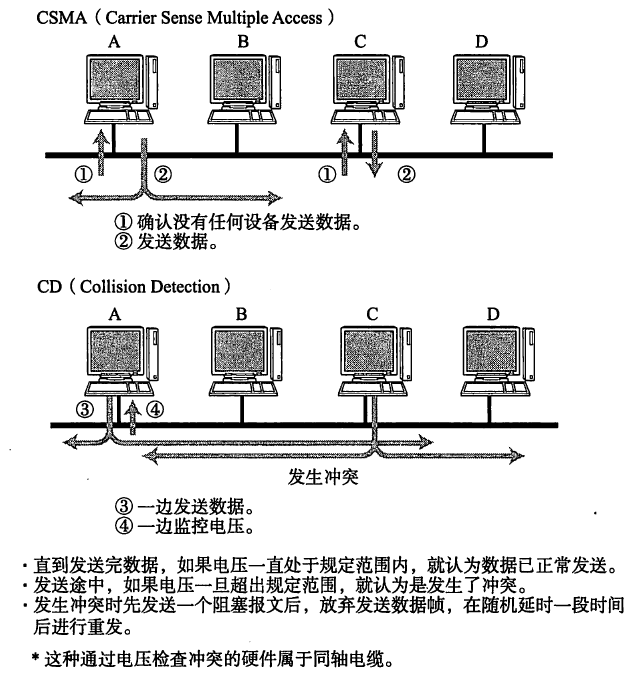 CSMA（Carrier Sense Multiple Access）
A B C D
① ② ① ②
① 确认没有任何设备发送数据。
② 发送数据。
CD（Collision Detection）
A B C D
③ ④
发生冲突
③ 一边发送数据。
④ 一边监控电压。
·直到发送完数据，如果电压一直处于规定范围内，就认为数据已正常发送。
·发送途中，如果电压一旦超出规定范围，就认为是发生了冲突。
·发生冲突时先发送一个阻塞报文后，放弃发送数据帧，在随机延时一段时间
后进行重发。
* 这种通过电压检查冲突的硬件属于同轴电缆。